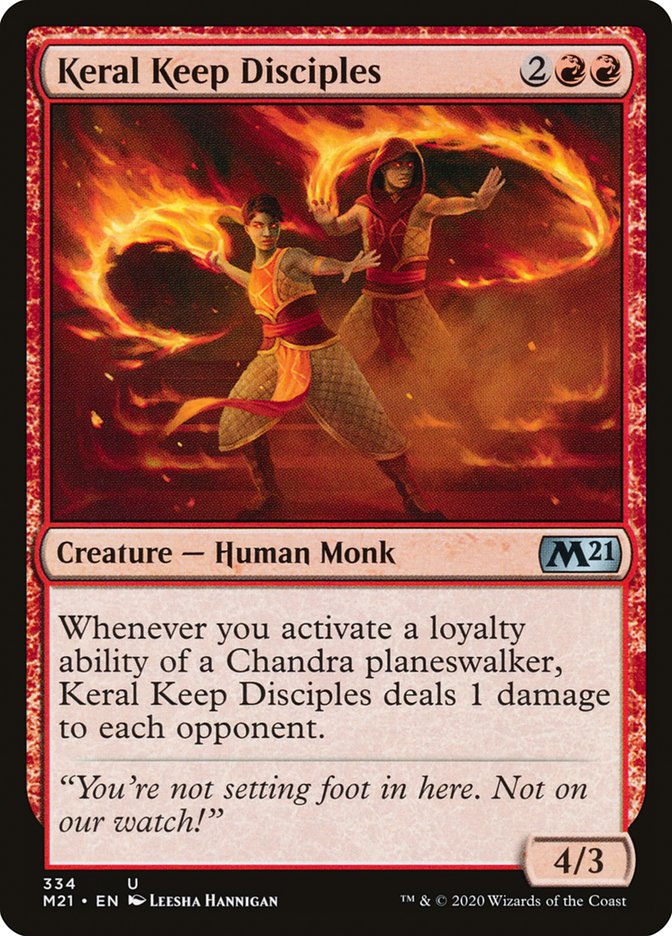 Keral Keep Disciples 2
Creature — Human Monk M21
Whenever you activate a loyalty
ability of a Chandra planeswalker,
Keral Keep Disciples deals 1 damage
to each opponent.
“You’re not setting foot in here. Not on
our watch!”
4/3
334 U
M21 • EN Leesha Hannigan ™ & © 2020 Wizards of the Coast